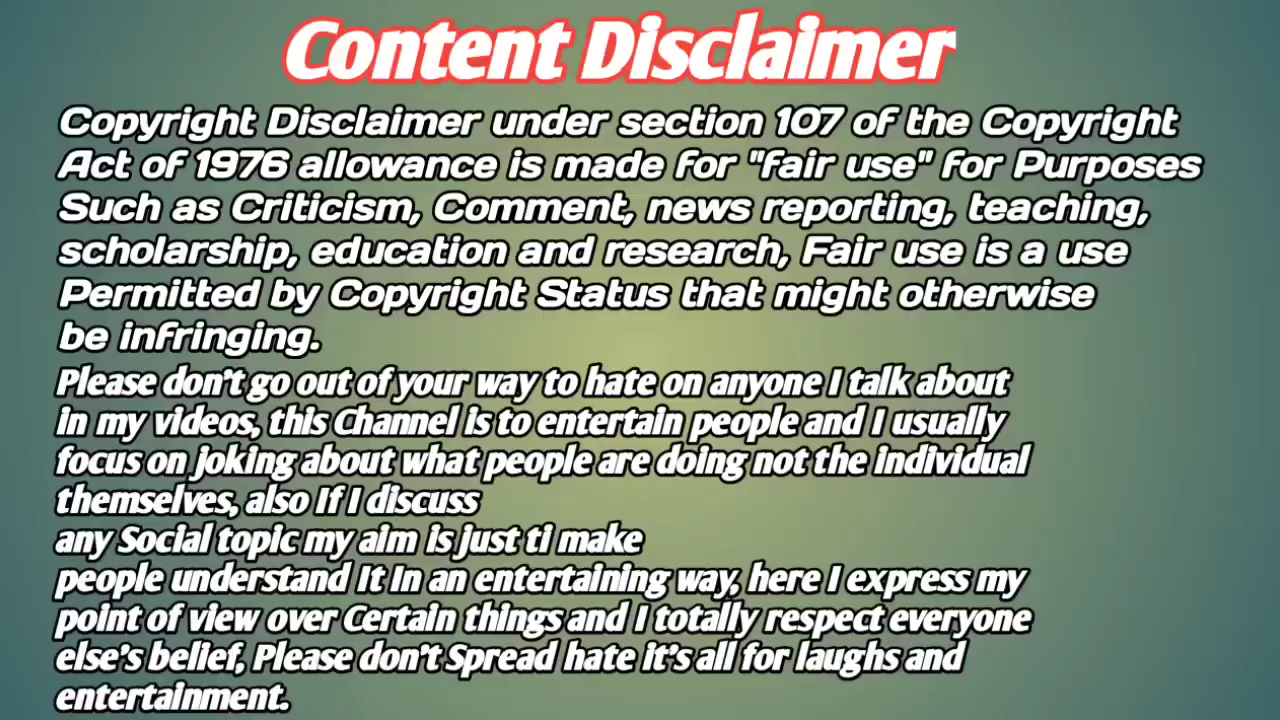 Content Disclaimer
Copyright Disclaimer under section 107 of the Copyright
Act of 1976 allowance is made for "fair use" for Purposes
Such as Criticism, Comment, news reporting, teaching,
scholarship, education and research, Fair use is a use
Permitted by Copyright Status that might otherwise
be infringing.
Please don't go out of your way to hate on anyone I talk about
in my videos, this Channel is to entertain people and I usually
focus on joking about what people are doing not the individual
themselves, also If I discuss
any Social topic my aim is just ti make
people understand It In an entertaining way, here I express my
point of view over Certain things and I totally respect everyone
else's belief, Please don't Spread hate it's all for laughs and
entertainment.